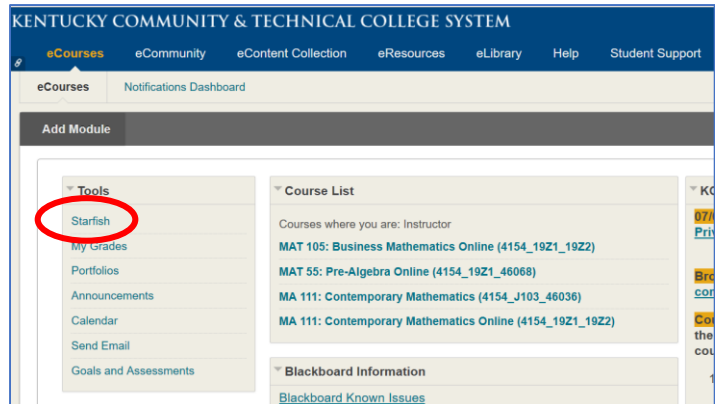 KENTUCKY COMMUNITY & TECHNICAL COLLEGE SYSTEM
eCourses eCommunity eContent Collection eResources eLibrary Help Student Support
eCourses Notifications Dashboard
Add Module
Tools
Starfish
My Grades
Portfolios
Announcements
Calendar
Send Email
Goals and Assessments
Course List
Courses where you are: Instructor
MAT 105: Business Mathematics Online (4154_19Z1_19Z2)
MAT 55: Pre-Algebra Online (4154_19Z1_46068)
MA 111: Contemporary Mathematics (4154_J103_46036)
MA 111: Contemporary Mathematics Online (4154_19Z1_19Z2)
Blackboard Information
Blackboard Known Issues
07/
the
1